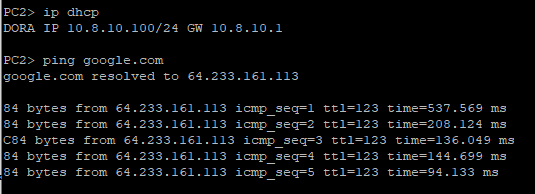 PC2> ip dhcp
DORA IP 10.8.10.100/24 GW 10.8.10.1
PC2> ping google.com
google.com resolved to 64.233.161.113
84 bytes from 64.233.161.113 icmp_seq=1 ttl=123 time=537.569 ms
84 bytes from 64.233.161.113 icmp_seq=2 ttl=123 time=208.124 ms
C84 bytes from 64.233.161.113 icmp_seq=3 ttl=123 time=136.049 ms
84 bytes from 64.233.161.113 icmp_seq=4 ttl=123 time=144.699 ms
84 bytes from 64.233.161.113 icmp_seq=5 ttl=123 time=94.133 ms